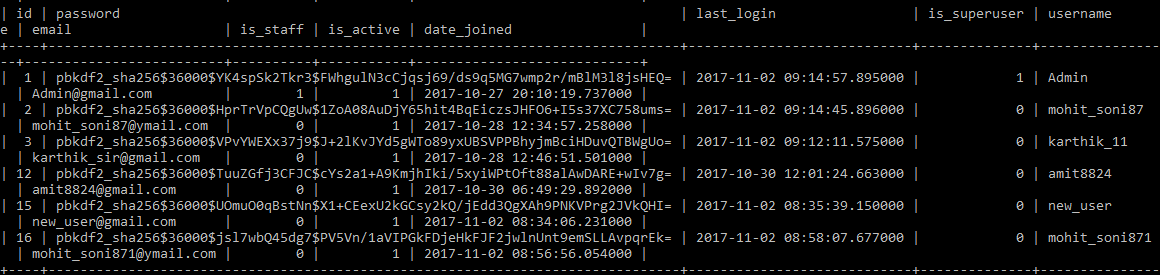 | id | password | last_login | is_superuser | username
e | email | is_staff | is_active | date_joined |
+----+-----------------------------------------------------------------------------+----------------------------+--------------+-------------
--+-----------------------+----------+-----------+----------------------------+
| 1 | pbkdf2_sha256$36000$YK4spSk2Tkr3$FWhgulN3cCjqsj69/ds9q5MG7wmp2r/mBlM3l8jsHEQ= | 2017-11-02 09:14:57.895000 | 1 | Admin
| Admin@gmail.com | 1 | 1 | 2017-10-27 20:10:19.737000 |
| 2 | pbkdf2_sha256$36000$HprTrVpCQgUw$1ZoA08AuDjY65hit4BqEiczsJHFO6+I5s37XC758ums= | 2017-11-02 09:14:45.896000 | 0 | mohit_soni87
| mohit_soni87@ymail.com | 0 | 1 | 2017-10-28 12:34:57.258000 |
| 3 | pbkdf2_sha256$36000$VPvYWEXx37j9$J+2lKvJYd5gWTo89yxUBSVPPBhyjmBciHDuvQTBWgUo= | 2017-11-02 09:12:11.575000 | 0 | karthik_11
| karthik_sir@gmail.com | 0 | 1 | 2017-10-28 12:46:51.501000 |
| 12 | pbkdf2_sha256$36000$TuuZGfj3CFJC$cYs2a1+A9KmjhIki/5xyiWPtOft88alAwDARE+wIv7g= | 2017-10-30 12:01:24.663000 | 0 | amit8824
| amit8824@gmail.com | 0 | 1 | 2017-10-30 06:49:29.892000 |
| 15 | pbkdf2_sha256$36000$UOmuO0qBstNn$X1+CEexU2kGCsy2kQ/jEdd3QgXAh9PNKVPrg2JVkQHI= | 2017-11-02 08:35:39.150000 | 0 | new_user
| new_user@gmail.com | 0 | 1 | 2017-11-02 08:34:06.231000 |
| 16 | pbkdf2_sha256$36000$jsl7wbQ45dg7$PV5Vn/1aVIPGkFDjeHkFJF2jwlnUnt9emSLLAvpqrEk= | 2017-11-02 08:58:07.677000 | 0 | mohit_soni871
| mohit_soni871@ymail.com | 0 | 1 | 2017-11-02 08:56:56.054000 |